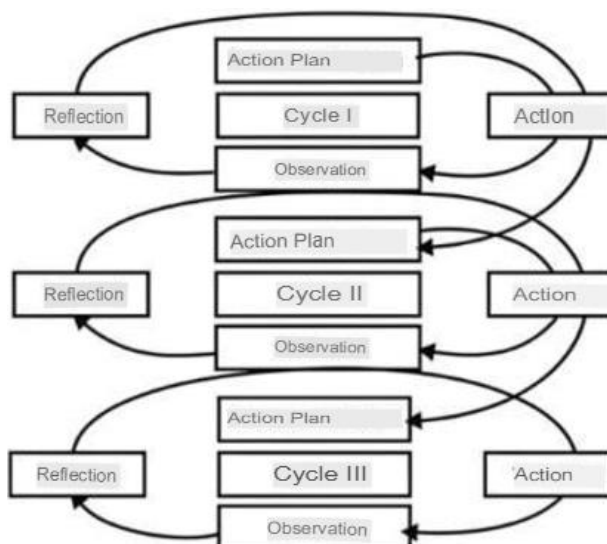 Action Plan
Reflection
Cycle I
Action
Observation
Action Plan
Reflection
Cycle II
Action
Observation
Action Plan
Reflection
Cycle III
'Action
Observation